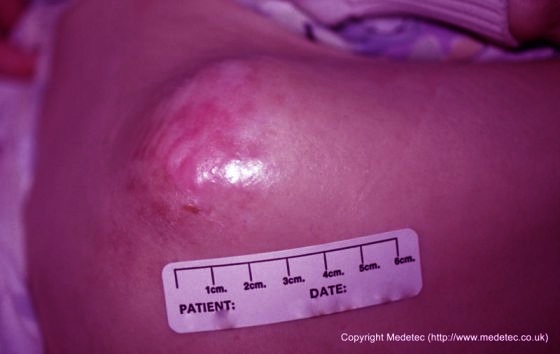 1cm. 2cm. 3cm. 4cm. 5cm. 6cm.
PATIENT: DATE:
Copyright Medetec (http://www.medetec.co.uk)